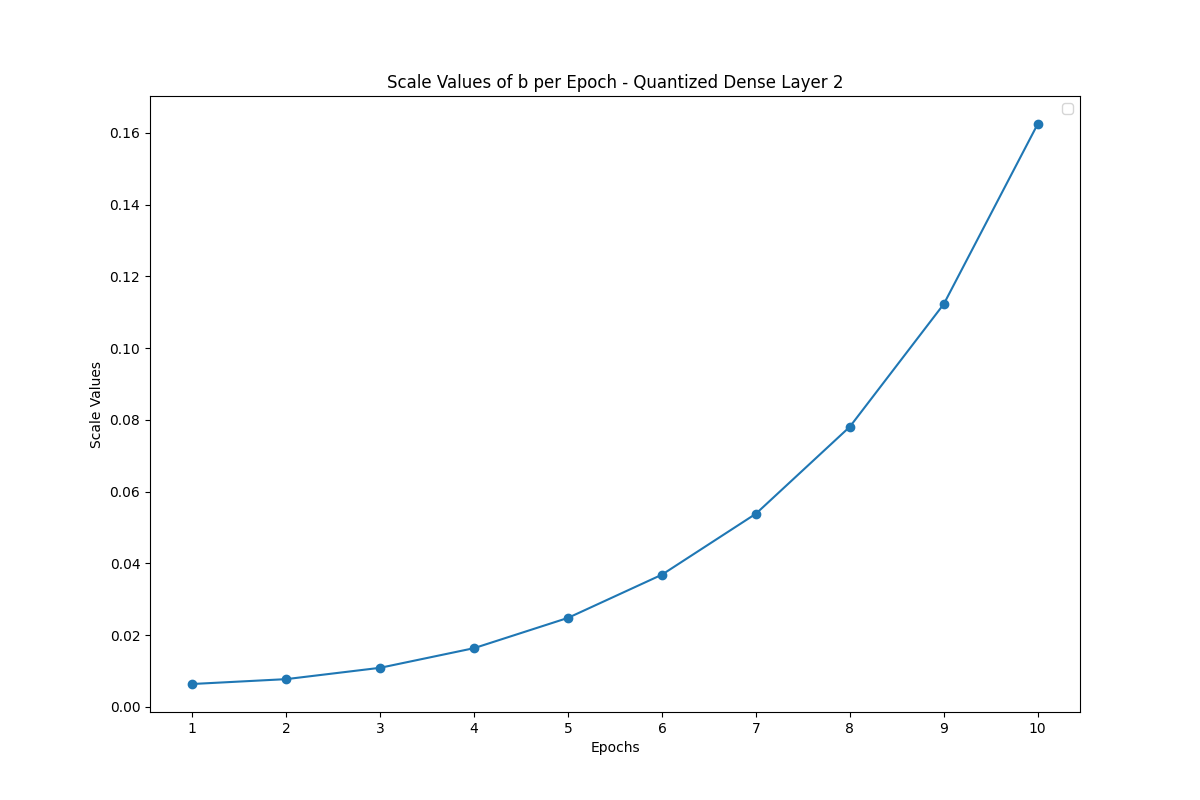 Scale Values of b per Epoch - Quantized Dense Layer 2
0.16
0.14
0.12
0.10
0.08
0.06
0.04
0.02
0.00
Scale Values
1 2 3 4 5 6 7 8 9 10
Epochs